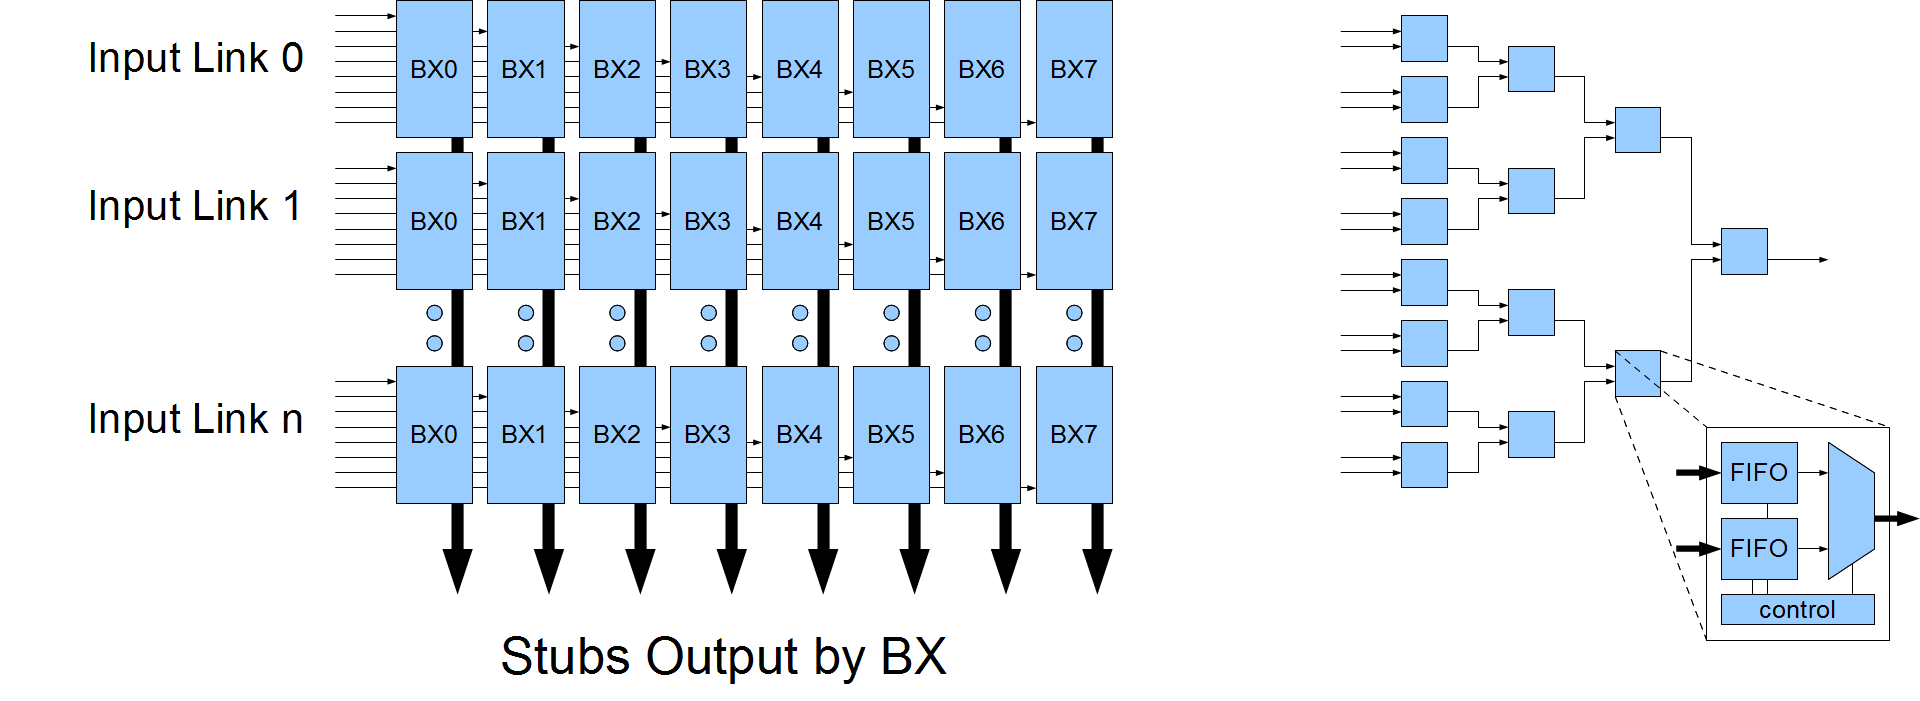 Input Link 0
BX0 BX1 BX2 BX3 BX4 BX5 BX6 BX7
Input Link 1
BX0 BX1 BX2 BX3 BX4 BX5 BX6 BX7
Input Link n
BX0 BX1 BX2 BX3 BX4 BX5 BX6 BX7
Stubs Output by BX
FIFO
FIFO
control